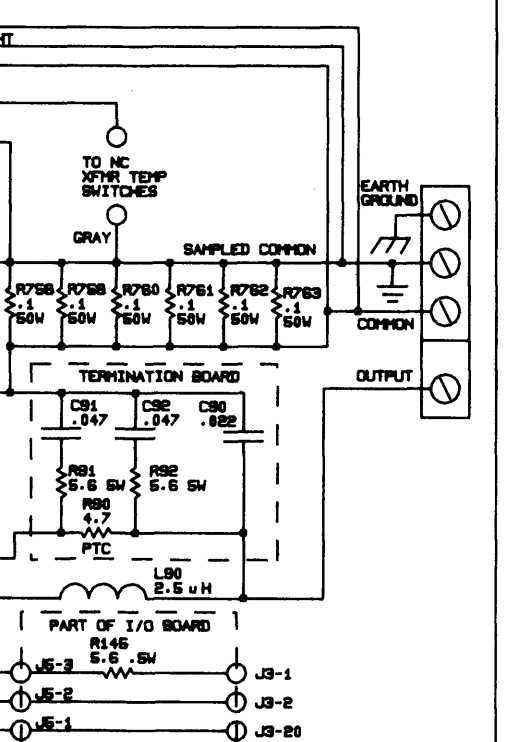 HT
TO NC
XFMR TEMP
SWITCHES
EARTH
GROUND
GRAY
SAMPLED COMMON
R758
.1
50W
R759
.1
50W
R760
.1
50W
R761
.1
50W
R762
.1
50W
R763
.1
50W
COMMON
TERMINATION BOARD
OUTPUT
C91
.047
C92
.047
C90
.022
R91
5.6 5W
R92
5.6 5W
R90
4.7
PTC
L90
2.5 uH
PART OF I/O BOARD
R145
5.6 .5W
J5-3
J3-1
J5-2
J3-2
J5-1
J3-20